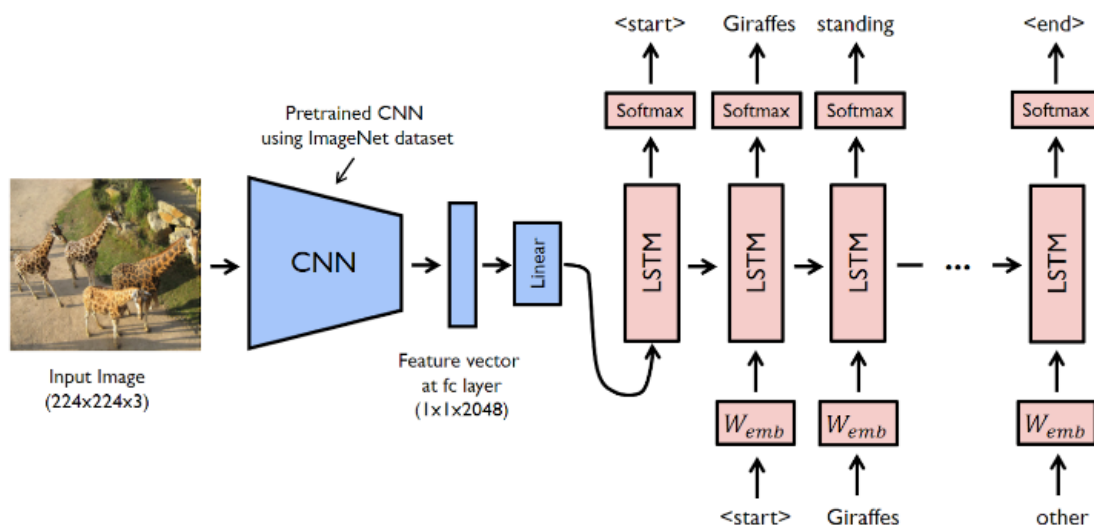 <start> Giraffes standing <end>
Softmax Softmax Softmax Softmax
Pretrained CNN
using ImageNet dataset
CNN
Linear
LSTM LSTM LSTM ... LSTM
Input Image
(224x224x3)
Feature vector
at fc layer
(1x1x2048)
W_emb W_emb W_emb
<start> Giraffes other